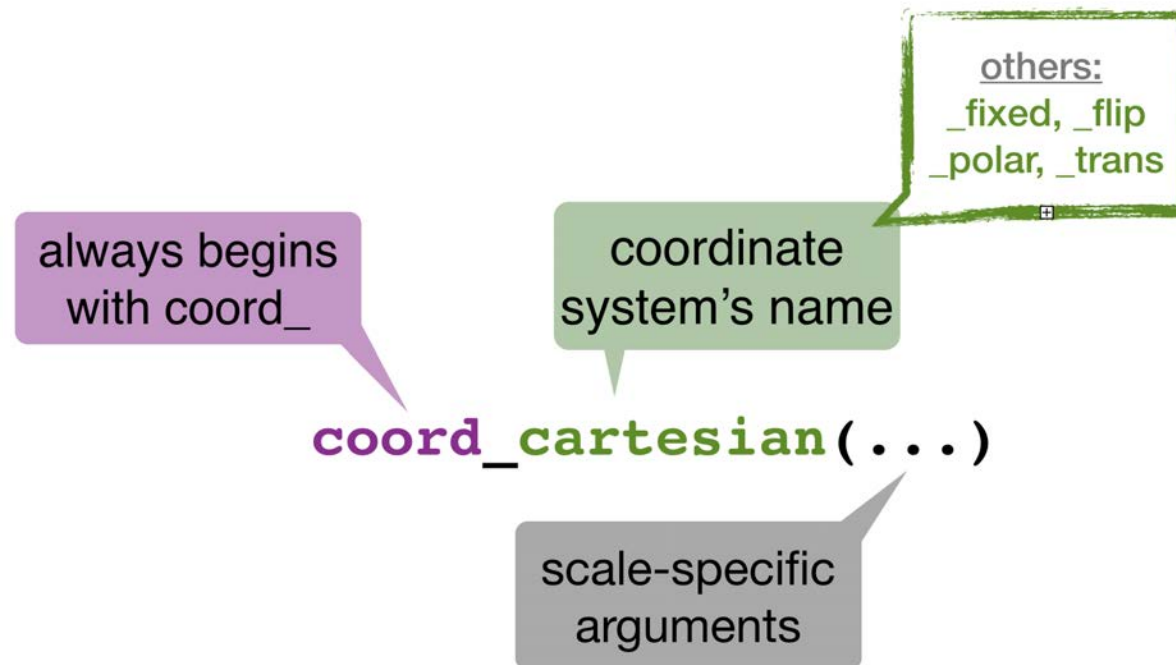 others:
_fixed, _flip
_polar, _trans
always begins
with coord_
coordinate
system’s name
coord_cartesian(...)
scale-specific
arguments